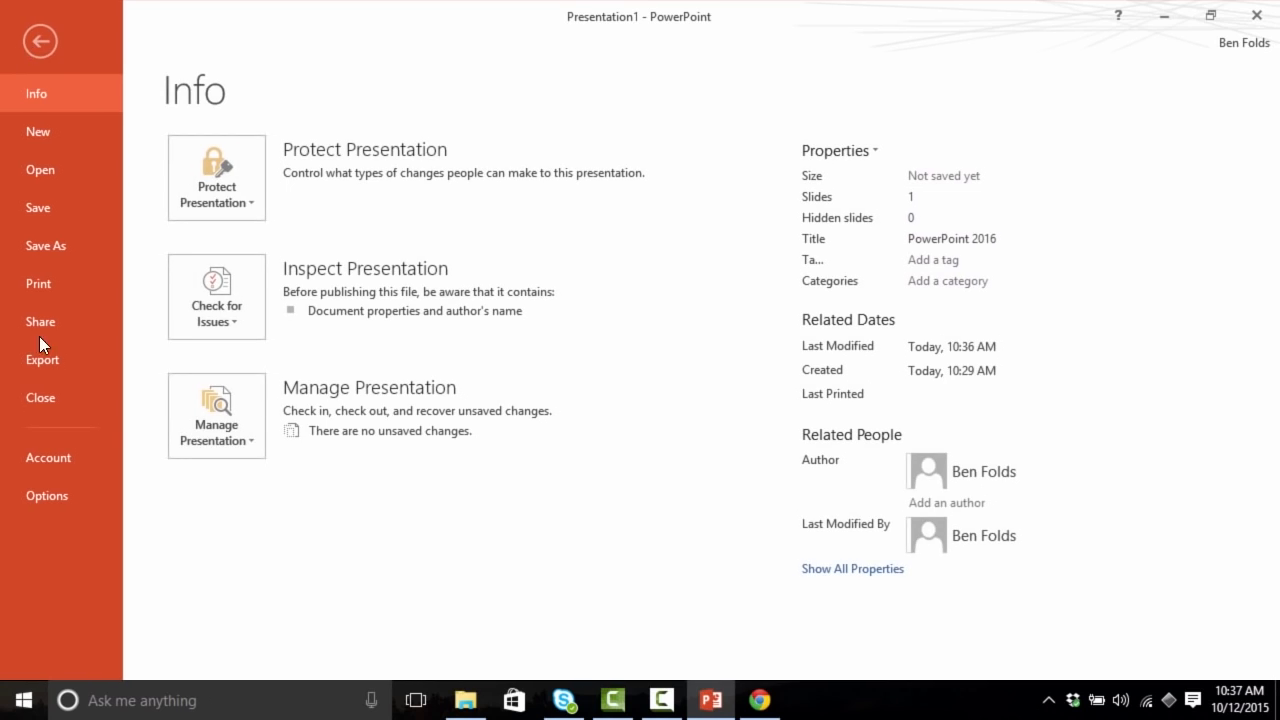 Presentation1 - PowerPoint
?
Ben Folds
Info
New
Open
Save
Save As
Print
Share
Export
Close
Account
Options
Info
Protect Presentation
Protect Presentation
Control what types of changes people can make to this presentation.
Check for Issues
Inspect Presentation
Before publishing this file, be aware that it contains:
Document properties and author's name
Manage Presentation
Manage Presentation
Check in, check out, and recover unsaved changes.
There are no unsaved changes.
Properties
Size Not saved yet
Slides 1
Hidden slides 0
Title PowerPoint 2016
Ta... Add a tag
Categories Add a category
Related Dates
Last Modified Today, 10:36 AM
Created Today, 10:29 AM
Last Printed
Related People
Author Ben Folds
Add an author
Last Modified By Ben Folds
Show All Properties
Ask me anything
10:37 AM
10/12/2015